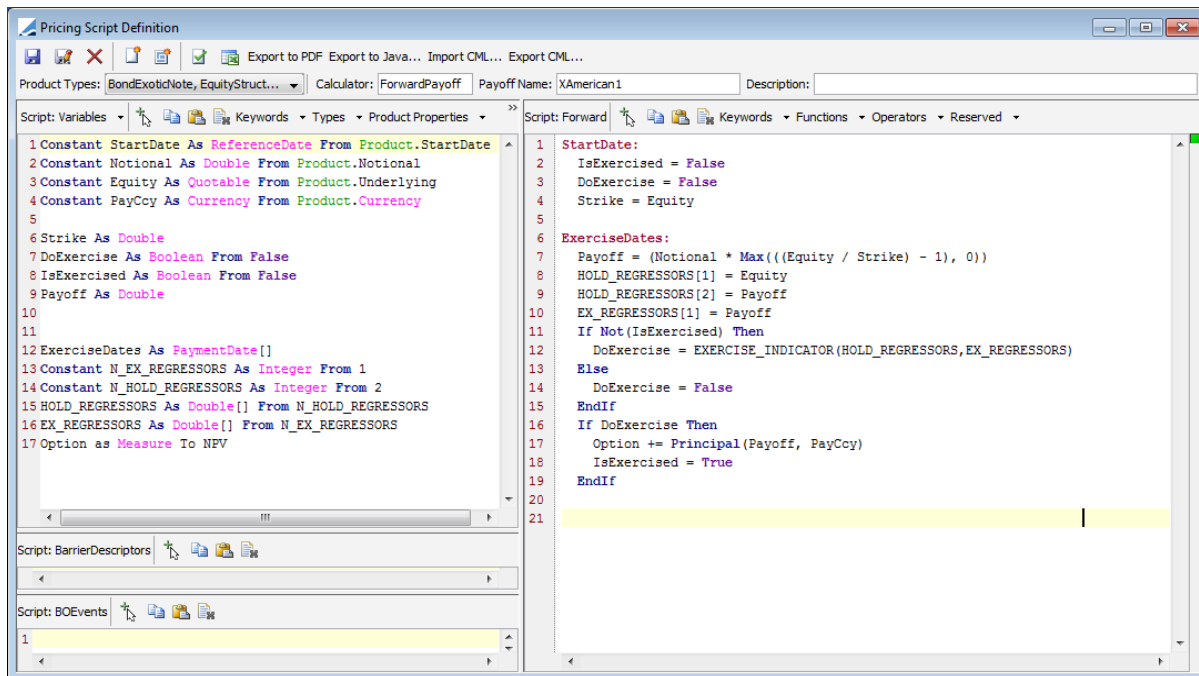 Pricing Script Definition
Export to PDF Export to Java... Import CML... Export CML...
Product Types: BondExoticNote, EquityStruct... Calculator: ForwardPayoff Payoff Name: XAmerican1 Description:
Script: Variables Keywords Types Product Properties »
1 Constant StartDate As ReferenceDate From Product.StartDate
2 Constant Notional As Double From Product.Notional
3 Constant Equity As Quotable From Product.Underlying
4 Constant PayCcy As Currency From Product.Currency
5
6 Strike As Double
7 DoExercise As Boolean From False
8 IsExercised As Boolean From False
9 Payoff As Double
10
11
12 ExerciseDates As PaymentDate[]
13 Constant N_EX_REGRESSORS As Integer From 1
14 Constant N_HOLD_REGRESSORS As Integer From 2
15 HOLD_REGRESSORS As Double[] From N_HOLD_REGRESSORS
16 EX_REGRESSORS As Double[] From N_EX_REGRESSORS
17 Option as Measure To NPV
Script: BarrierDescriptors
Script: BOEvents
1
Script: Forward Keywords Functions Operators Reserved
1 StartDate:
2 IsExercised = False
3 DoExercise = False
4 Strike = Equity
5
6 ExerciseDates:
7 Payoff = (Notional * Max(((Equity / Strike) - 1), 0))
8 HOLD_REGRESSORS[1] = Equity
9 HOLD_REGRESSORS[2] = Payoff
10 EX_REGRESSORS[1] = Payoff
11 If Not(IsExercised) Then
12 DoExercise = EXERCISE_INDICATOR(HOLD_REGRESSORS,EX_REGRESSORS)
13 Else
14 DoExercise = False
15 EndIf
16 If DoExercise Then
17 Option += Principal(Payoff, PayCcy)
18 IsExercised = True
19 EndIf
20
21